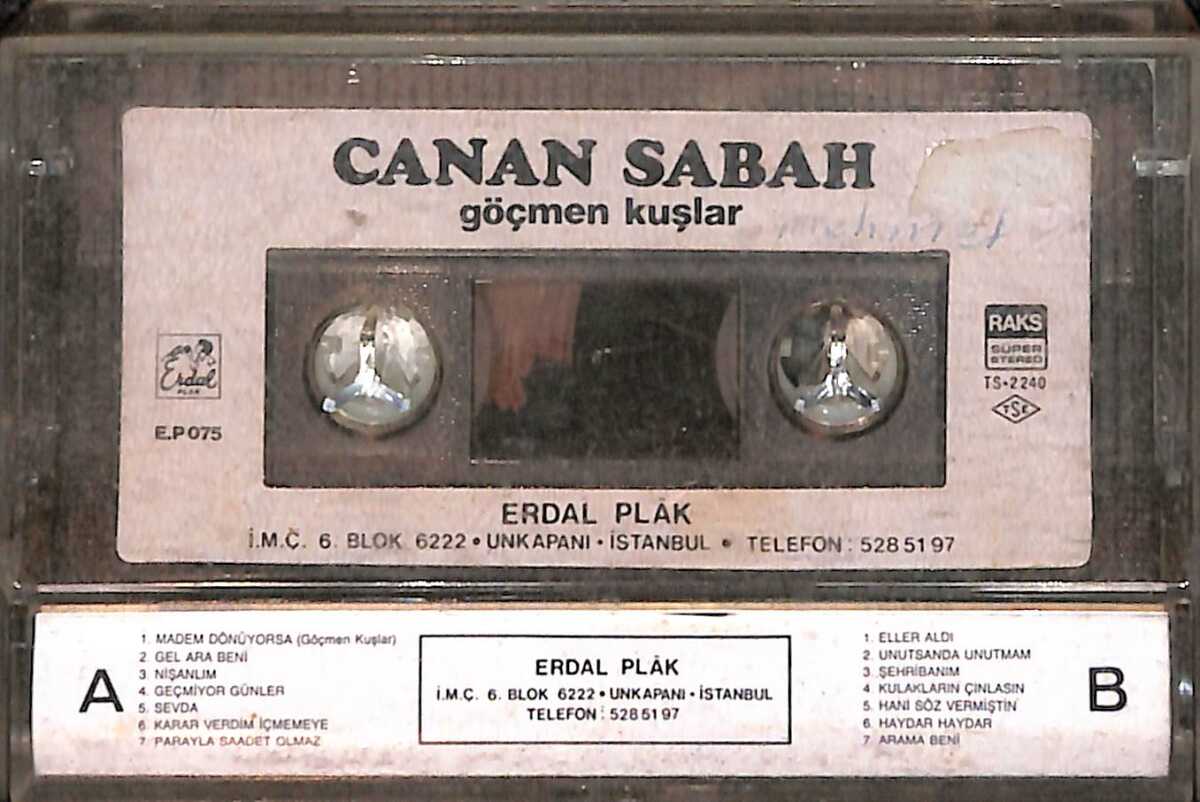 CANAN SABAH
göçmen kuşlar
mehmet
Erdal
PLAK
E.P 075
RAKS
SÜPER
STEREO
TS•2240
TSE
ERDAL PLÂK
İ.M.Ç. 6. BLOK 6222 • UNKAPANI • İSTANBUL • TELEFON : 528 51 97
A
1. MADEM DÖNÜYORSA (Göçmen Kuşlar)
2. GEL ARA BENİ
3. NİŞANLIM
4. GEÇMİYOR GÜNLER
5. SEVDA
6. KARAR VERDİM İÇMEMEYE
7. PARAYLA SAADET OLMAZ
ERDAL PLÂK
İ.M.Ç. 6. BLOK 6222 • UNKAPANI • İSTANBUL
TELEFON : 528 51 97
1. ELLER ALDI
2. UNUTSANDA UNUTMAM
3. ŞEHRİBANIM
4. KULAKLARIN ÇINLASIN
5. HANİ SÖZ VERMİŞTİN
6. HAYDAR HAYDAR
7. ARAMA BENİ
B